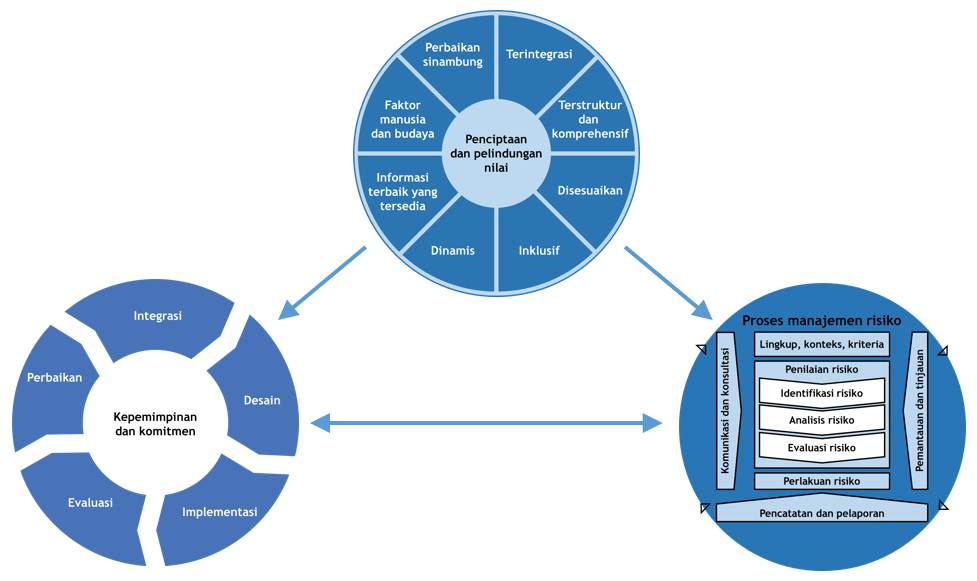 Perbaikan
sinambung
Terintegrasi
Faktor
manusia
dan budaya
Terstruktur
dan
komprehensif
Penciptaan
dan pelindungan
nilai
Informasi
terbaik yang
tersedia
Disesuaikan
Dinamis
Inklusif
Integrasi
Perbaikan
Desain
Kepemimpinan
dan komitmen
Evaluasi
Implementasi
Proses manajemen risiko
Lingkup, konteks, kriteria
Komunikasi dan konsultasi
Penilaian risiko
Identifikasi risiko
Analisis risiko
Evaluasi risiko
Pemantauan dan tinjauan
Perlakuan risiko
Pencatatan dan pelaporan